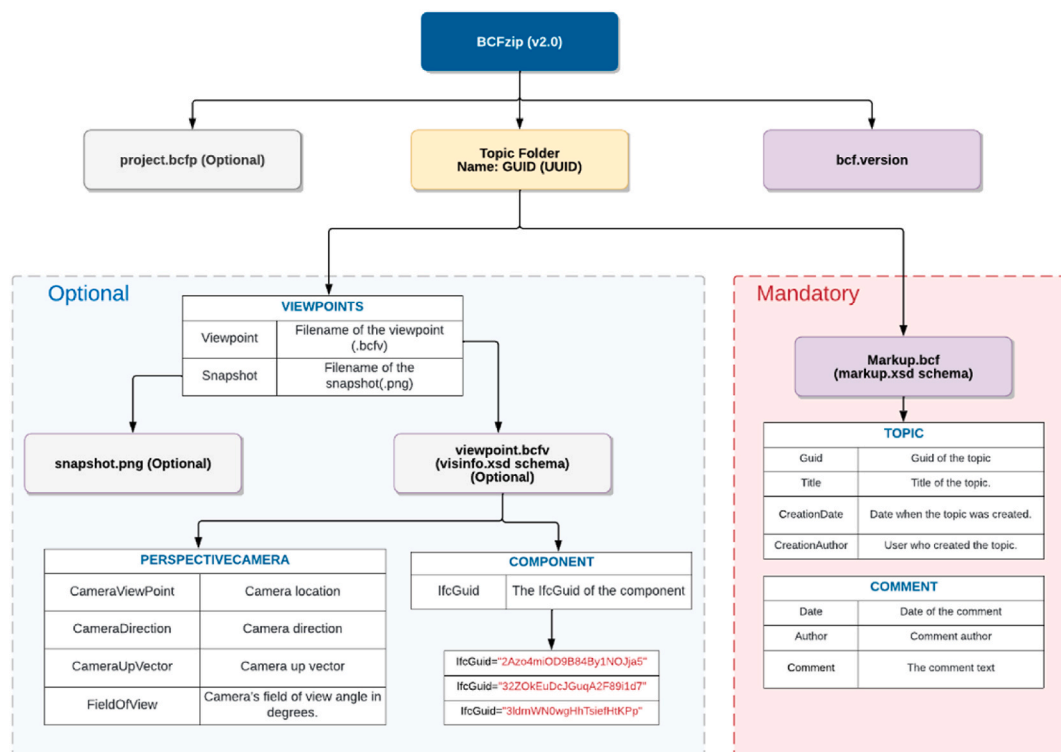 BCFzip (v2.0)
project.bcfp (Optional)
Topic Folder
Name: GUID (UUID)
bcf.version
Optional
VIEWPOINTS
Viewpoint
Filename of the viewpoint
(.bcfv)
Snapshot
Filename of the
snapshot(.png)
snapshot.png (Optional)
viewpoint.bcfv
(visinfo.xsd schema)
(Optional)
PERSPECTIVECAMERA
CameraViewPoint
Camera location
CameraDirection
Camera direction
CameraUpVector
Camera up vector
FieldOfView
Camera's field of view angle in
degrees.
COMPONENT
IfcGuid
The IfcGuid of the component
IfcGuid="2Azo4miOD9B84By1NOJja5"
IfcGuid="32ZOkEuDcJGuqA2F89i1d7"
IfcGuid="3ldmWN0wgHhTsiefHtKPp"
Mandatory
Markup.bcf
(markup.xsd schema)
TOPIC
Guid
Guid of the topic
Title
Title of the topic.
CreationDate
Date when the topic was created.
CreationAuthor
User who created the topic.
COMMENT
Date
Date of the comment
Author
Comment author
Comment
The comment text